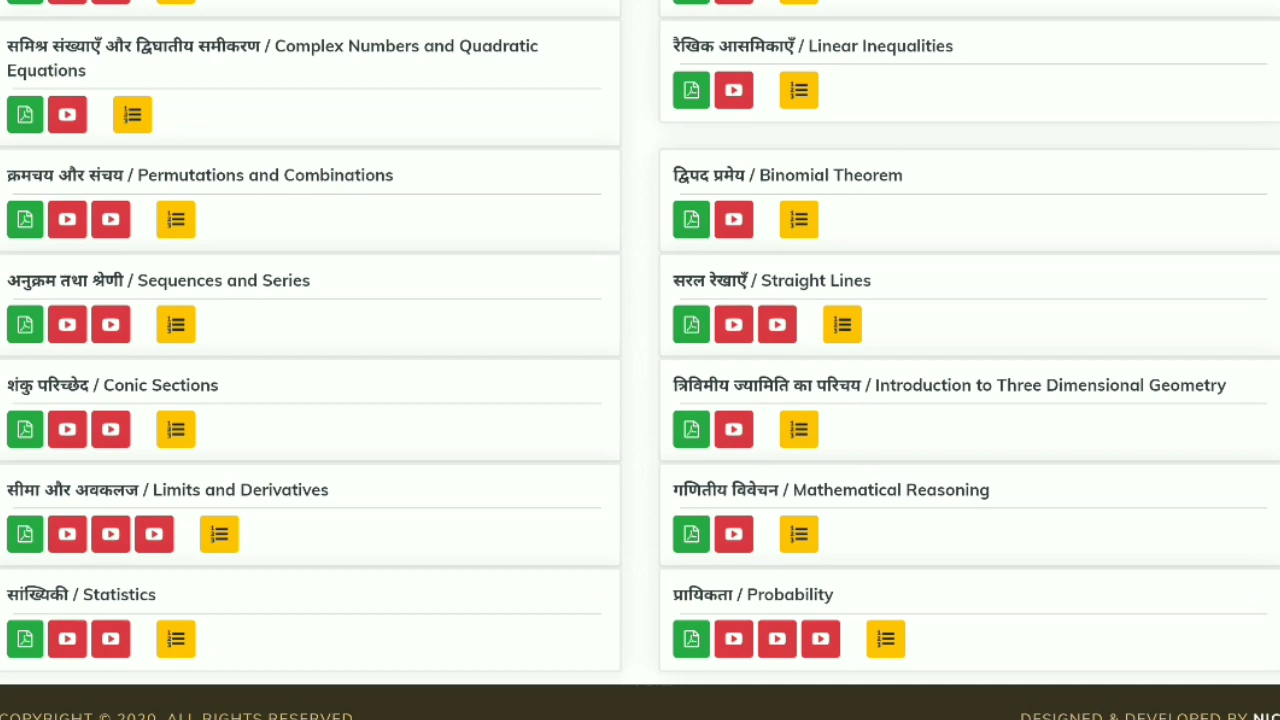 समिश्र संख्याएँ और द्विघातीय समीकरण / Complex Numbers and Quadratic
Equations
रैखिक आसमिकाएँ / Linear Inequalities
क्रमचय और संचय / Permutations and Combinations
द्विपद प्रमेय / Binomial Theorem
अनुक्रम तथा श्रेणी / Sequences and Series
सरल रेखाएँ / Straight Lines
शंकु परिच्छेद / Conic Sections
त्रिविमीय ज्यामिति का परिचय / Introduction to Three Dimensional Geometry
सीमा और अवकलज / Limits and Derivatives
गणितीय विवेचन / Mathematical Reasoning
सांख्यिकी / Statistics
प्रायिकता / Probability
COPYRIGHT © 2020. ALL RIGHTS RESERVED
DESIGNED & DEVELOPED BY NIC